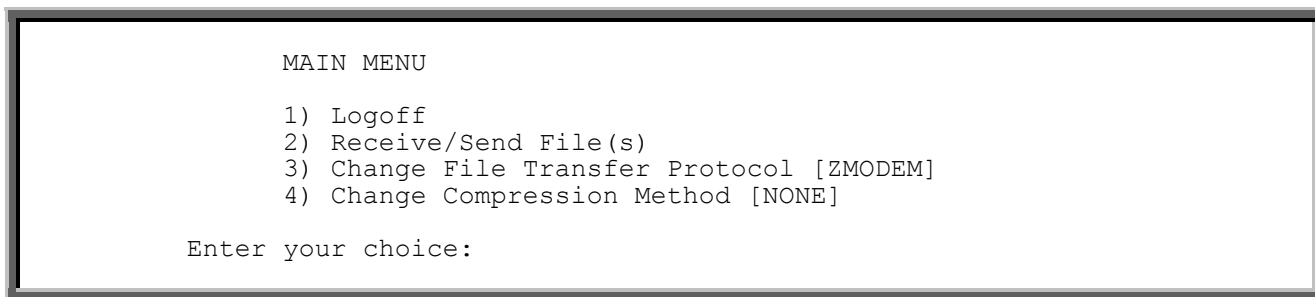 MAIN MENU
1) Logoff
2) Receive/Send File(s)
3) Change File Transfer Protocol [ZMODEM]
4) Change Compression Method [NONE]
Enter your choice: